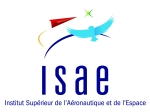 isae
Institut Supérieur de l'Aéronautique et de l'Espace